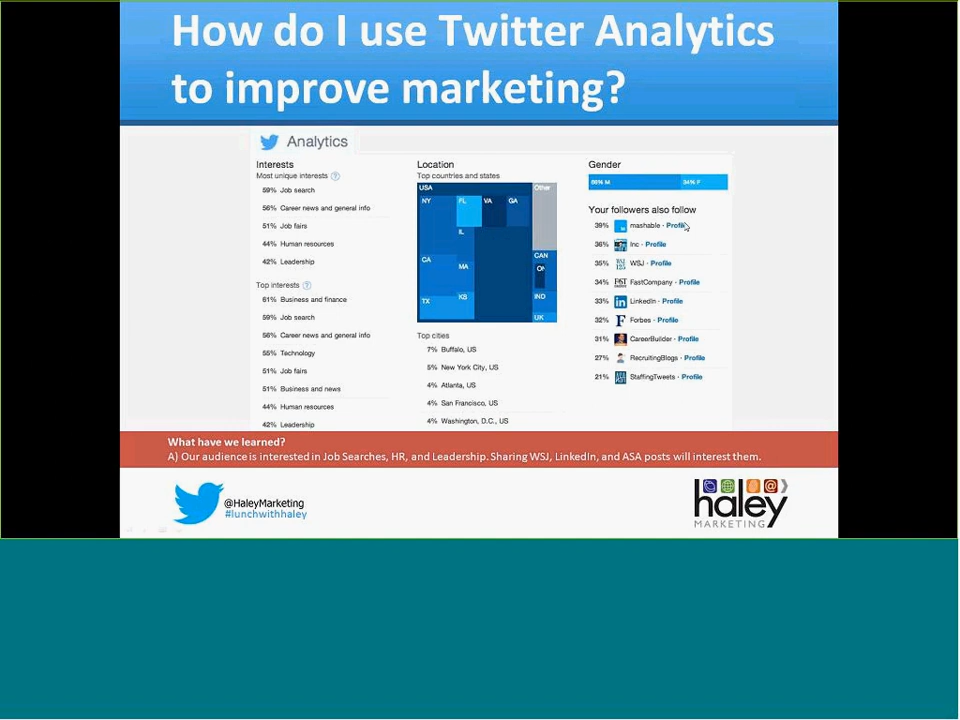 How do I use Twitter Analytics
to improve marketing?
Analytics
Interests
Most unique interests ?
59% Job search
56% Career news and general info
51% Job fairs
44% Human resources
42% Leadership
Top interests ?
61% Business and finance
59% Job search
56% Career news and general info
55% Technology
51% Job fairs
51% Business and news
44% Human resources
42% Leadership
Location
Top countries and states
USA
Other
NY
FL
VA
GA
IL
CA
MA
CAN
ON
TX
KS
IND
UK
Top cities
7% Buffalo, US
5% New York City, US
4% Atlanta, US
4% San Francisco, US
4% Washington, D.C., US
Gender
34% F
Your followers also follow
39% mashable · Profile
36% Inc · Profile
35% WSJ · Profile
34% FastCompany · Profile
33% LinkedIn · Profile
32% Forbes · Profile
31% CareerBuilder · Profile
27% RecruitingBlogs · Profile
21% StaffingTweets · Profile
What have we learned?
A) Our audience is interested in Job Searches, HR, and Leadership. Sharing WSJ, LinkedIn, and ASA posts will interest them.
@HaleyMarketing
#lunchwithhaley
haley
MARKETING